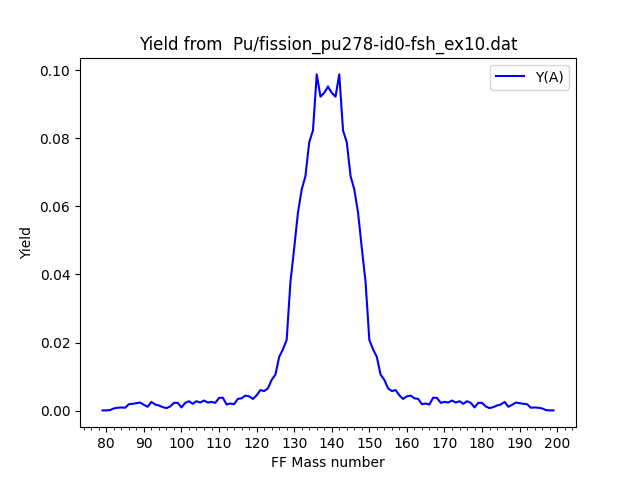 Yield from  Pu/fission_pu278-id0-fsh_ex10.dat
Y(A)
0.10
0.08
0.06
0.04
0.02
0.00
Yield
80 90 100 110 120 130 140 150 160 170 180 190 200
FF Mass number